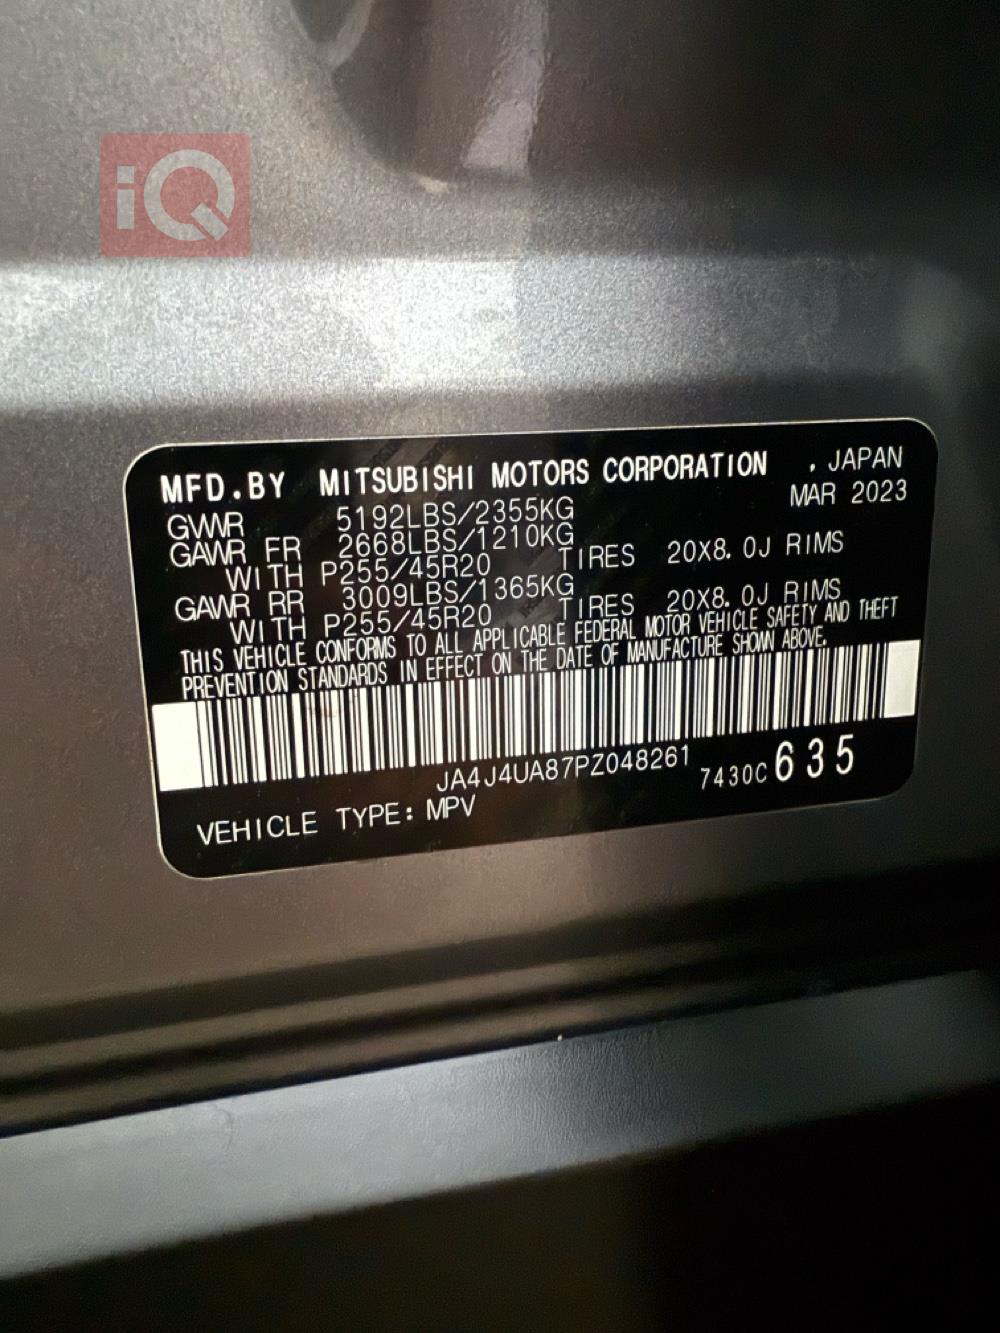 iQ
MFD.BY MITSUBISHI MOTORS CORPORATION , JAPAN
MAR 2023
GVWR 5192LBS/2355KG
GAWR FR 2668LBS/1210KG
WITH P255/45R20 TIRES 20X8.0J RIMS
GAWR RR 3009LBS/1365KG
WITH P255/45R20 TIRES 20X8.0J RIMS
THIS VEHICLE CONFORMS TO ALL APPLICABLE FEDERAL MOTOR VEHICLE SAFETY AND THEFT
PREVENTION STANDARDS IN EFFECT ON THE DATE OF MANUFACTURE SHOWN ABOVE.
JA4J4UA87PZ048261 7430C 635
VEHICLE TYPE: MPV